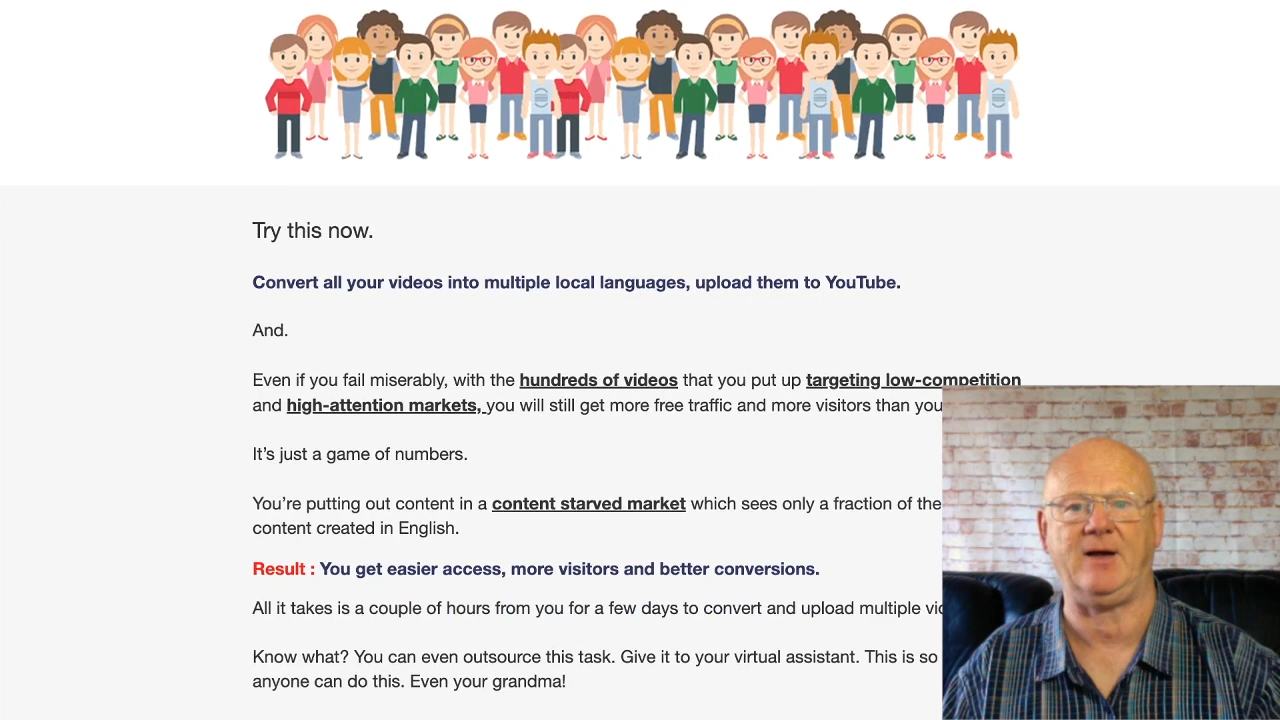 Try this now.
Convert all your videos into multiple local languages, upload them to YouTube.
And.
Even if you fail miserably, with the hundreds of videos that you put up targeting low-competition
and high-attention markets, you will still get more free traffic and more visitors than you
It’s just a game of numbers.
You’re putting out content in a content starved market which sees only a fraction of the
content created in English.
Result : You get easier access, more visitors and better conversions.
All it takes is a couple of hours from you for a few days to convert and upload multiple
Know what? You can even outsource this task. Give it to your virtual assistant. This is so
anyone can do this. Even your grandma!